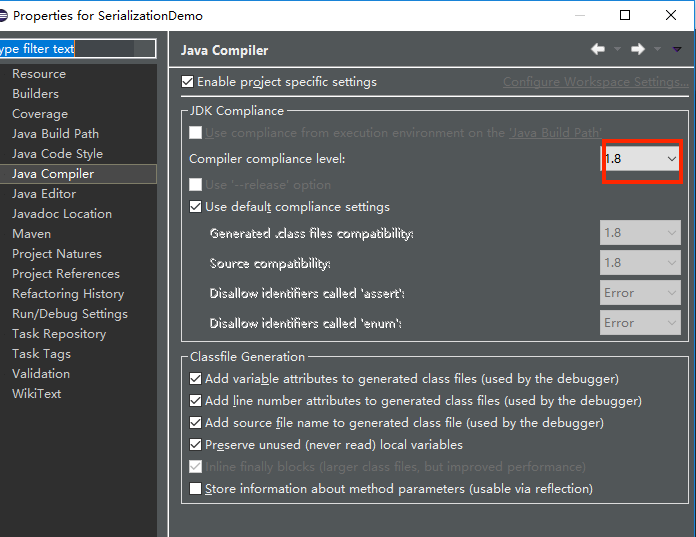 Properties for SerializationDemo
ype filter text
Resource
Builders
Coverage
Java Build Path
Java Code Style
Java Compiler
Java Editor
Javadoc Location
Maven
Project Natures
Project References
Refactoring History
Run/Debug Settings
Task Repository
Task Tags
Validation
WikiText
Java Compiler
Enable project specific settings
Configure Workspace Settings...
JDK Compliance
Use compliance from execution environment on the 'Java Build Path'
Compiler compliance level:
1.8
Use '--release' option
Use default compliance settings
Generated .class files compatibility:
1.8
Source compatibility:
1.8
Disallow identifiers called 'assert':
Error
Disallow identifiers called 'enum':
Error
Classfile Generation
Add variable attributes to generated class files (used by the debugger)
Add line number attributes to generated class files (used by the debugger)
Add source file name to generated class file (used by the debugger)
Preserve unused (never read) local variables
Inline finally blocks (larger class files, but improved performance)
Store information about method parameters (usable via reflection)